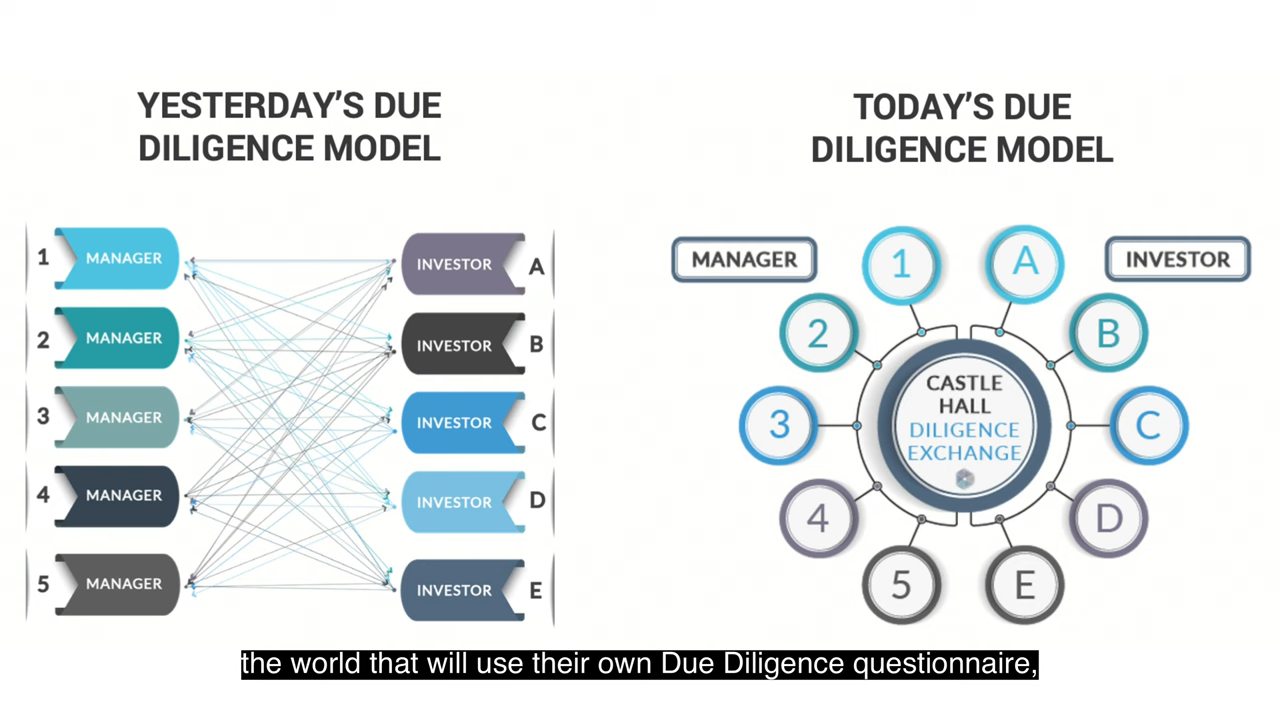 YESTERDAY'S DUE
DILIGENCE MODEL
1 MANAGER
2 MANAGER
3 MANAGER
4 MANAGER
5 MANAGER
INVESTOR A
INVESTOR B
INVESTOR C
INVESTOR D
INVESTOR E
TODAY'S DUE
DILIGENCE MODEL
MANAGER
INVESTOR
1
2
3
4
5
A
B
C
D
E
CASTLE
HALL
DILIGENCE
EXCHANGE
the world that will use their own Due Diligence questionnaire,